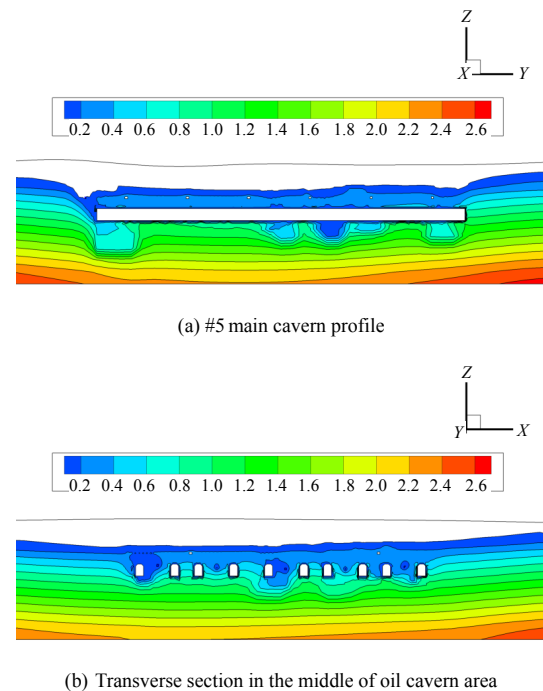 Z
X Y
0.2 0.4 0.6 0.8 1.0 1.2 1.4 1.6 1.8 2.0 2.2 2.4 2.6
(a) #5 main cavern profile
Z
Y X
0.2 0.4 0.6 0.8 1.0 1.2 1.4 1.6 1.8 2.0 2.2 2.4 2.6
(b) Transverse section in the middle of oil cavern area